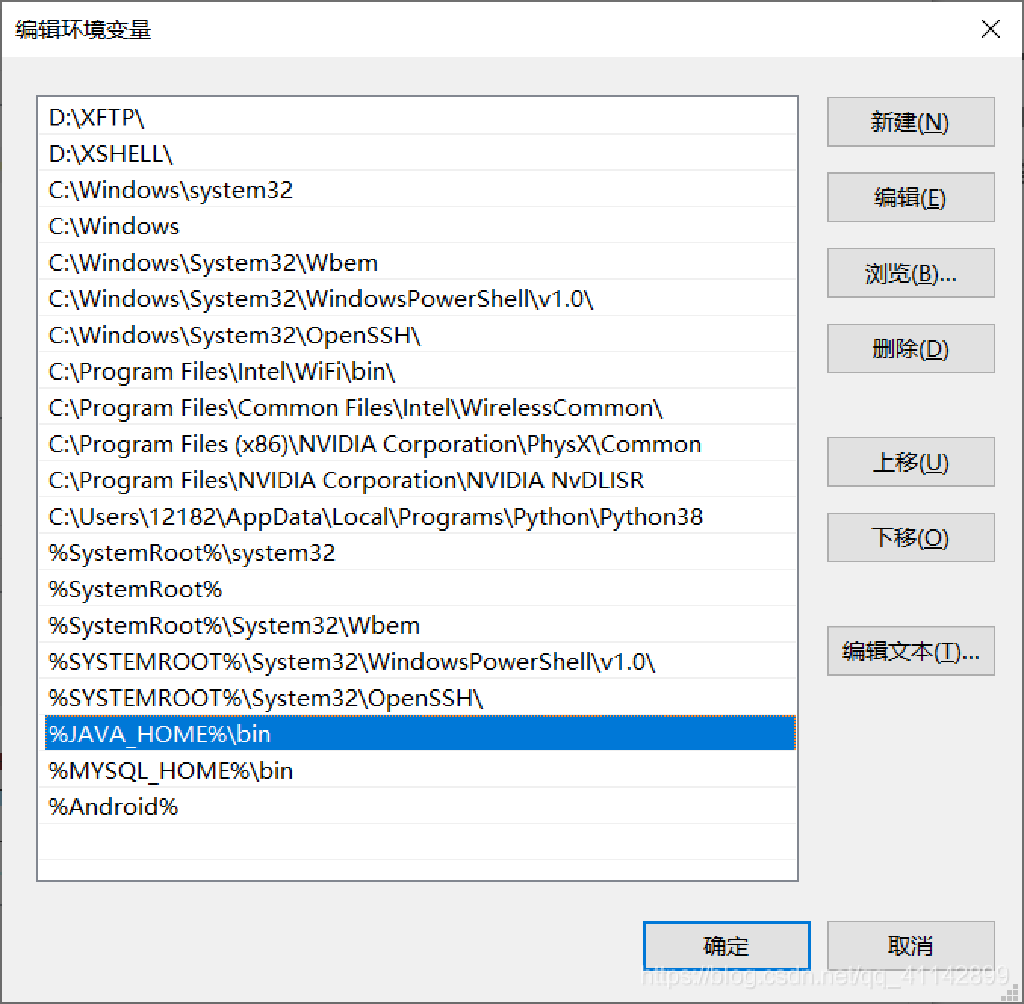 编辑环境变量
D:\XFTP\
D:\XSHELL\
C:\Windows\system32
C:\Windows
C:\Windows\System32\Wbem
C:\Windows\System32\WindowsPowerShell\v1.0\
C:\Windows\System32\OpenSSH\
C:\Program Files\Intel\WiFi\bin\
C:\Program Files\Common Files\Intel\WirelessCommon\
C:\Program Files (x86)\NVIDIA Corporation\PhysX\Common
C:\Program Files\NVIDIA Corporation\NVIDIA NvDLISR
C:\Users\12182\AppData\Local\Programs\Python\Python38
%SystemRoot%\system32
%SystemRoot%
%SystemRoot%\System32\Wbem
%SYSTEMROOT%\System32\WindowsPowerShell\v1.0\
%SYSTEMROOT%\System32\OpenSSH\
%JAVA_HOME%\bin
%MYSQL_HOME%\bin
%Android%
新建(N)
编辑(E)
浏览(B)...
删除(D)
上移(U)
下移(O)
编辑文本(T)...
确定
取消
https://blog.csdn.net/qq_41142899